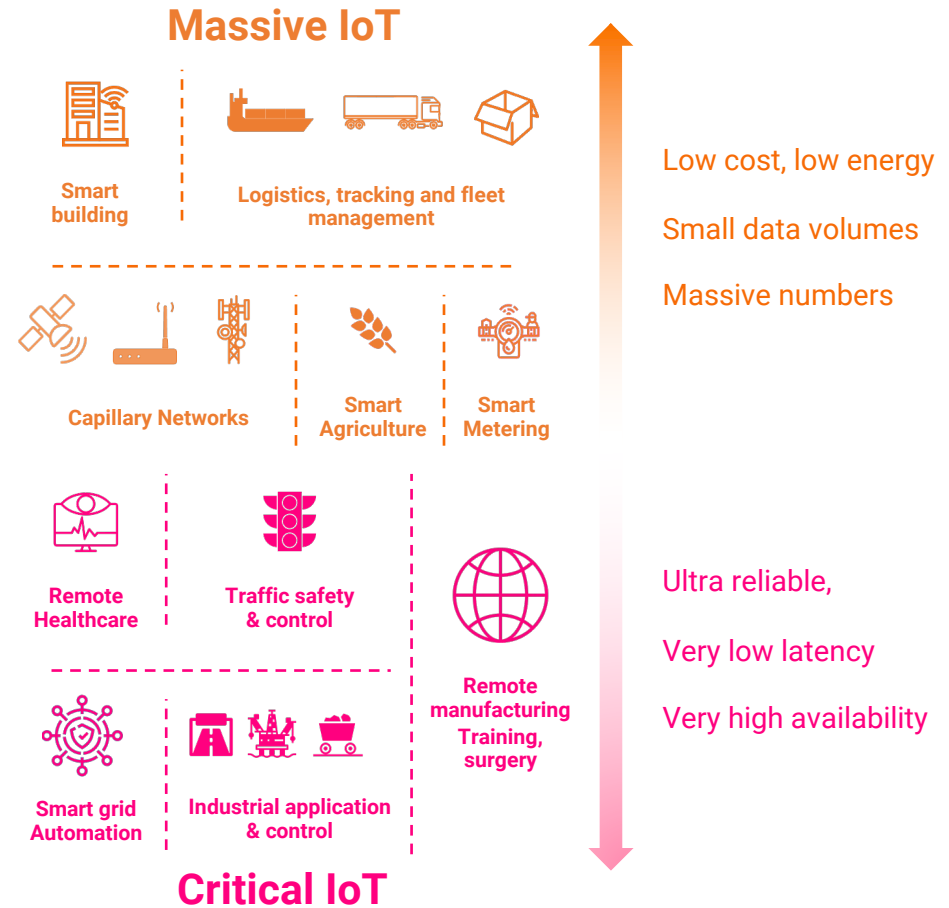 Massive IoT
Smart
building
Logistics, tracking and fleet
management
Low cost, low energy
Small data volumes
Massive numbers
Capillary Networks
Smart
Agriculture
Smart
Metering
Remote
Healthcare
Traffic safety
& control
Remote
manufacturing
Training,
surgery
Ultra reliable,
Very low latency
Very high availability
Smart grid
Automation
Industrial application
& control
Critical IoT